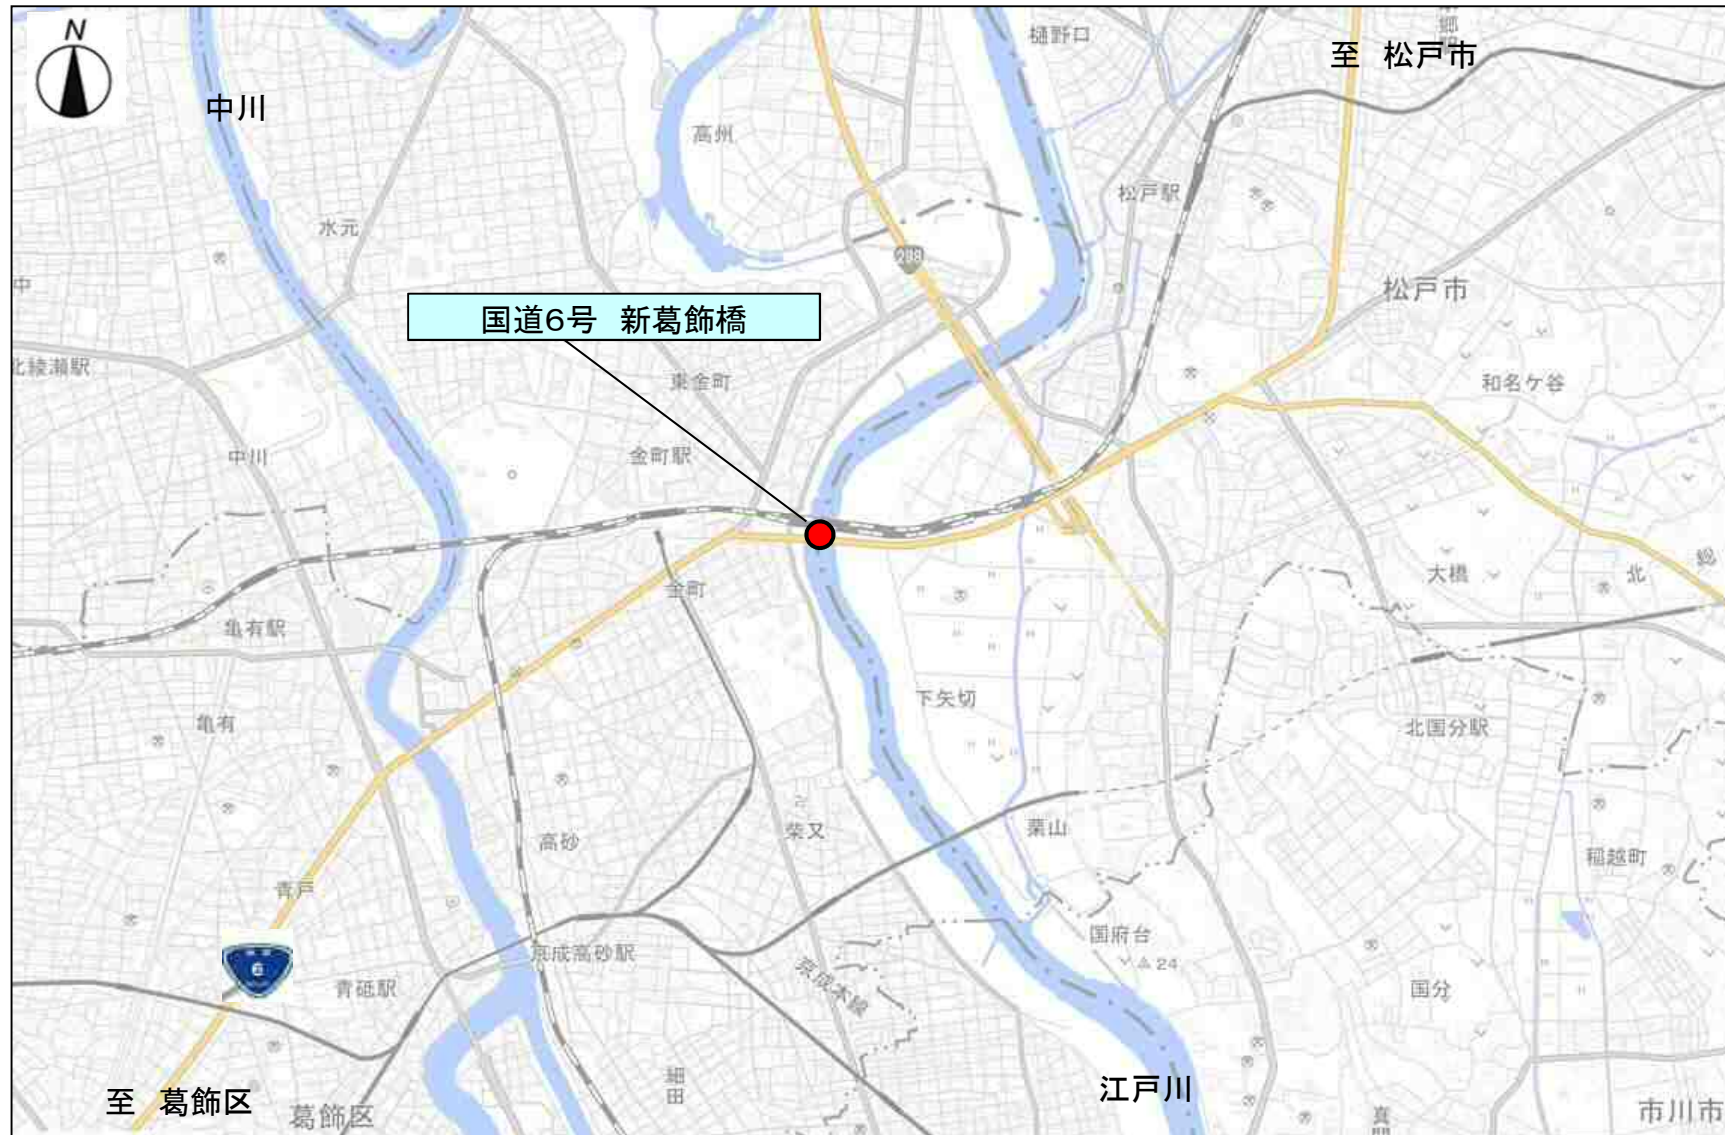 N
樋野口
至 松戸市
中川
高州
松戸駅
水元
298
中
松戸市
国道6号 新葛飾橋
北綾瀬駅
東金町
和名ケ谷
中川
金町駅
大橋
北
総
金町
亀有駅
下矢切
亀有
北国分駅
柴又
栗山
高砂
稲越町
青戸
国府台
京成高砂駅
24
6
青砥駅
京成本線
国分
細田
江戸川
至 葛飾区
葛飾区
市川市